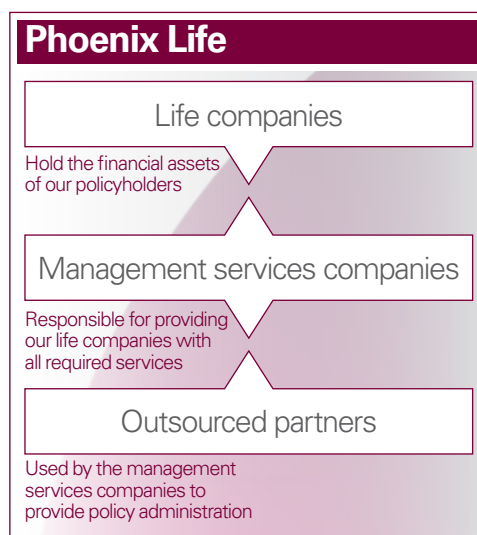 Phoenix Life
Life companies
Hold the financial assets
of our policyholders
Management services companies
Responsible for providing
our life companies with
all required services
Outsourced partners
Used by the management
services companies to
provide policy administration